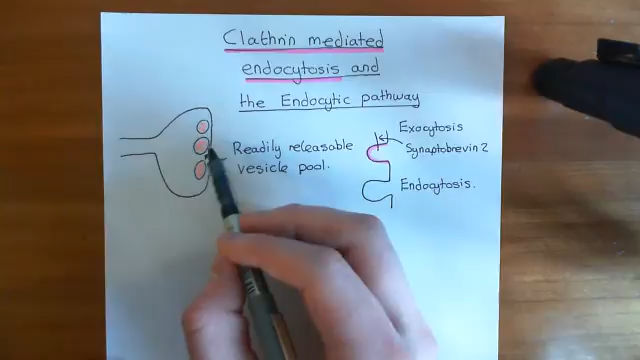 Clathrin mediated
endocytosis and
the Endocytic pathway
Readily releasable
vesicle pool.
Exocytosis
Synaptobrevin 2
Endocytosis.